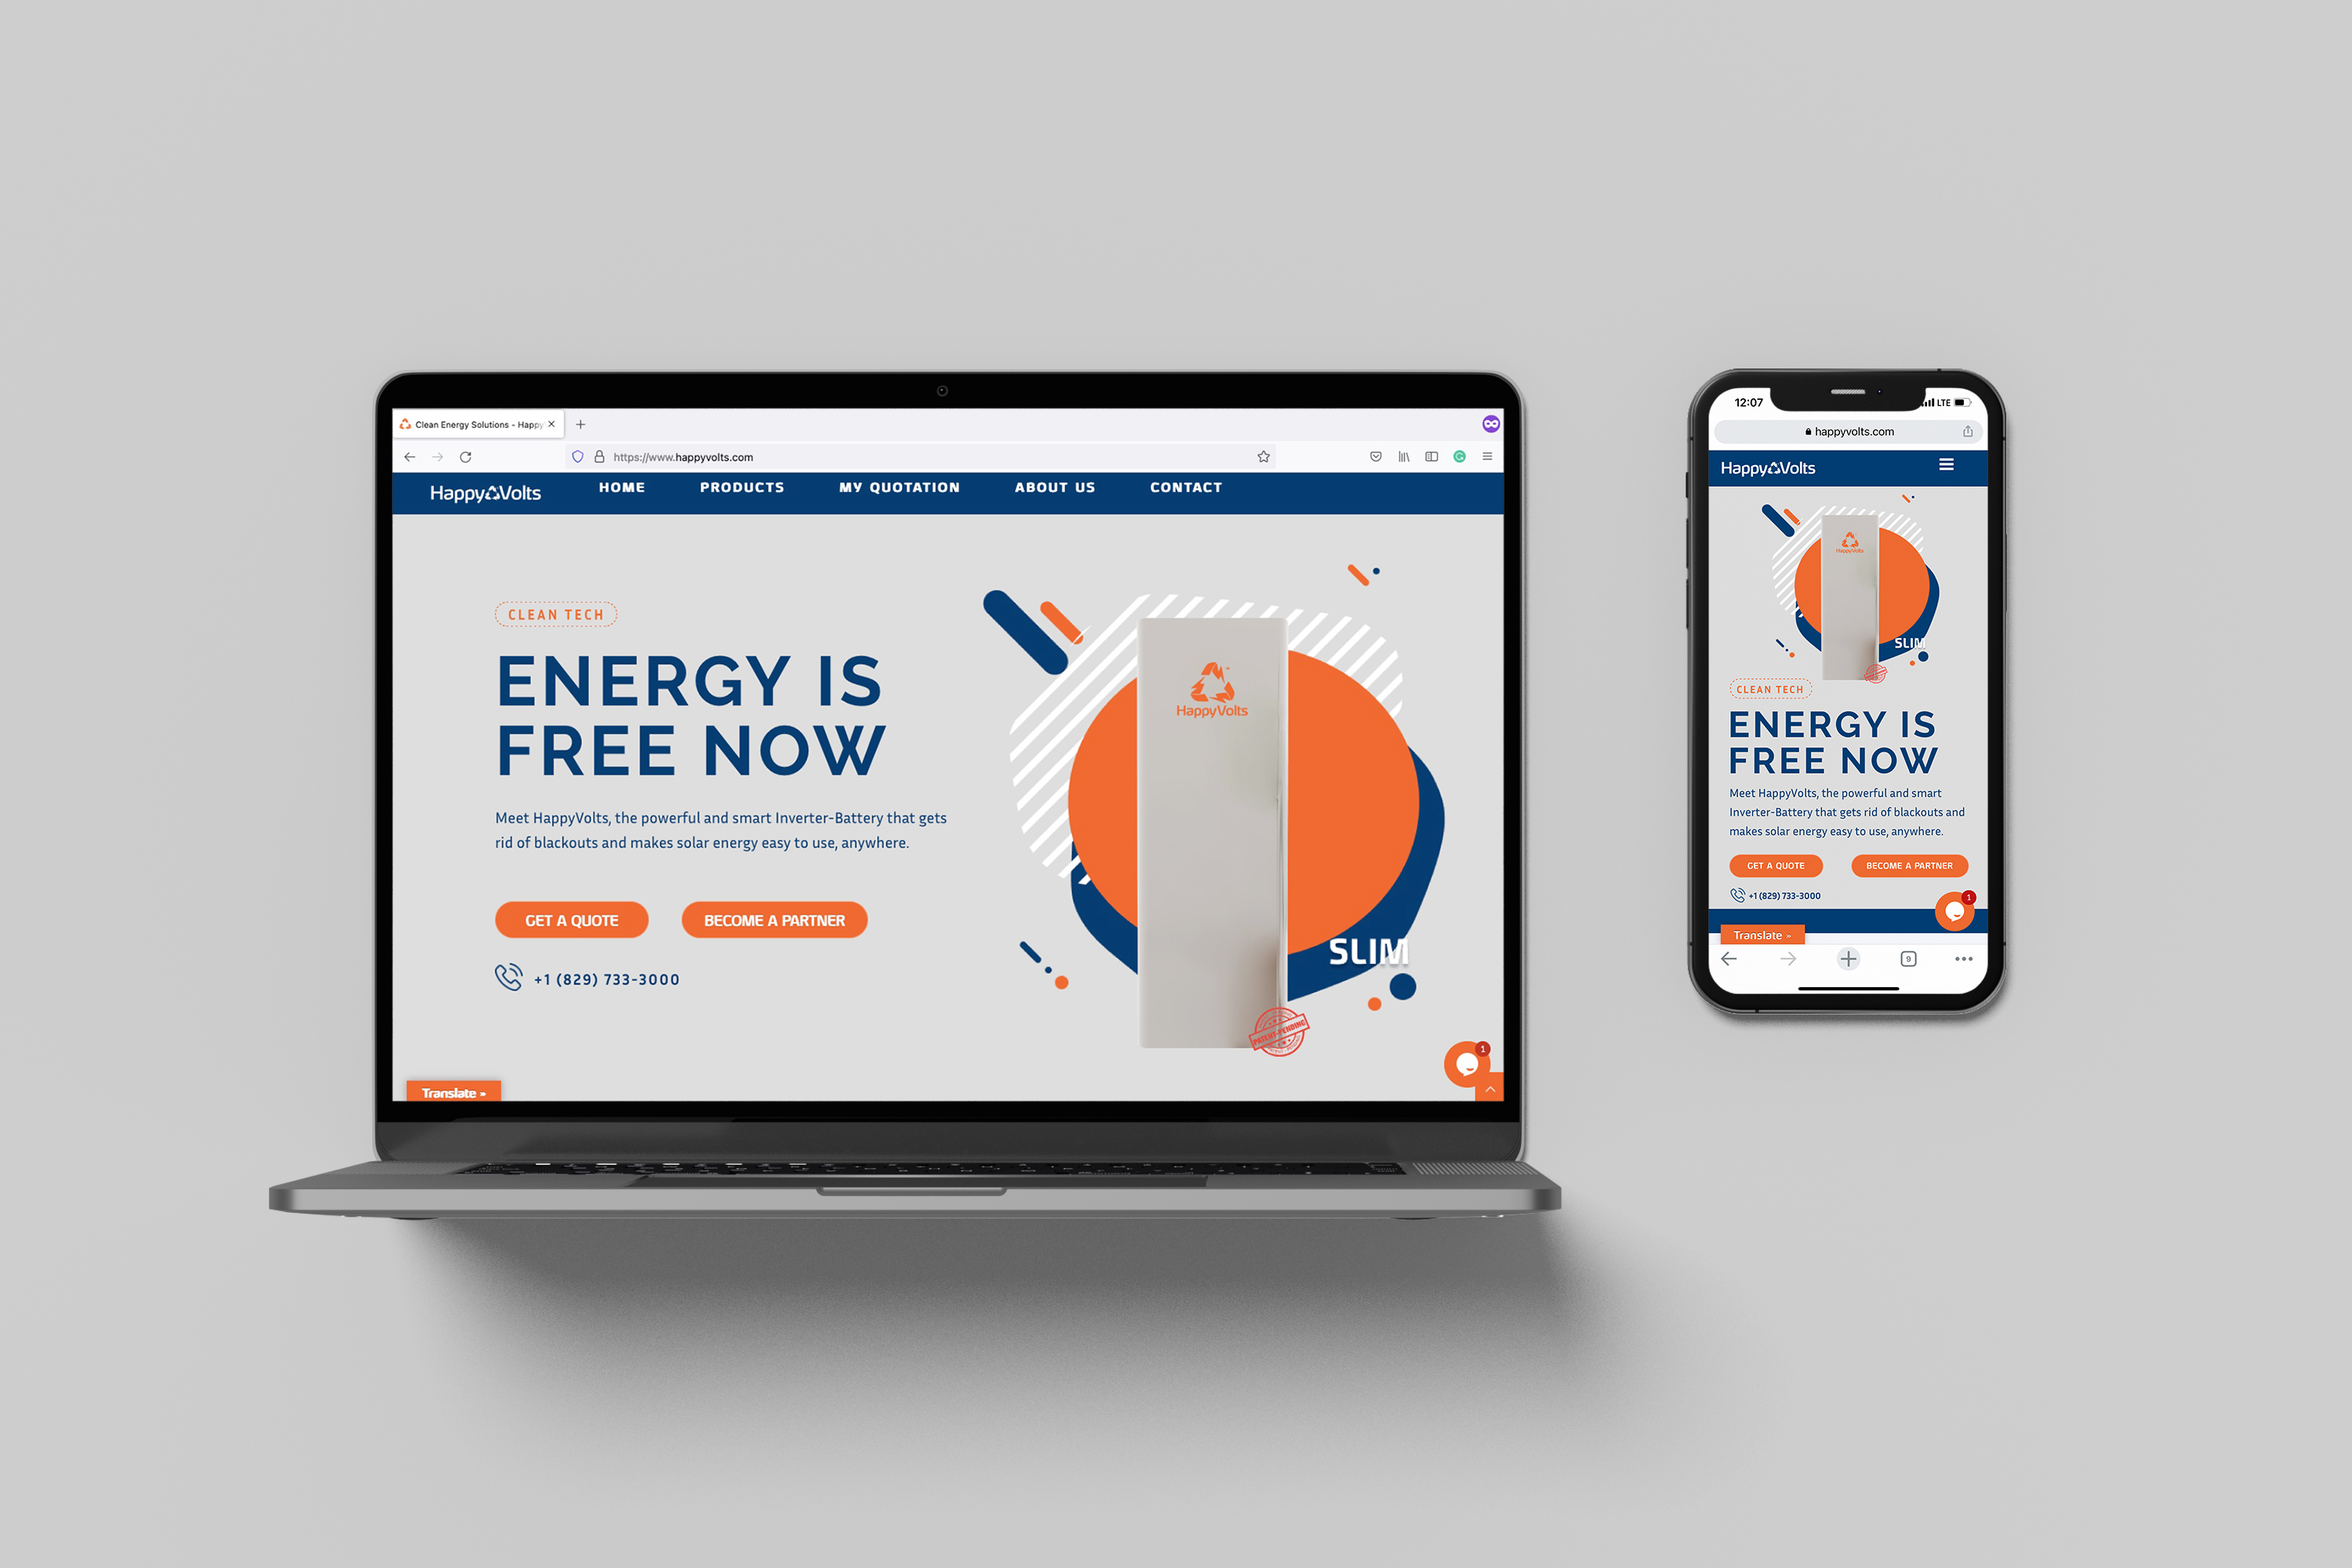 Clean Energy Solutions - Happy
https://www.happyvolts.com
HappyVolts
HOME
PRODUCTS
MY QUOTATION
ABOUT US
CONTACT
CLEAN TECH
ENERGY IS
FREE NOW
Meet HappyVolts, the powerful and smart Inverter-Battery that gets
rid of blackouts and makes solar energy easy to use, anywhere.
GET A QUOTE
BECOME A PARTNER
+1 (829) 733-3000
HappyVolts
SLIM
PATENT-PENDING
1
Translate »
12:07
LTE
happyvolts.com
HappyVolts
HappyVolts
SLIM
CLEAN TECH
ENERGY IS
FREE NOW
Meet HappyVolts, the powerful and smart
Inverter-Battery that gets rid of blackouts and
makes solar energy easy to use, anywhere.
GET A QUOTE
BECOME A PARTNER
+1 (829) 733-3000
1
Translate »
9